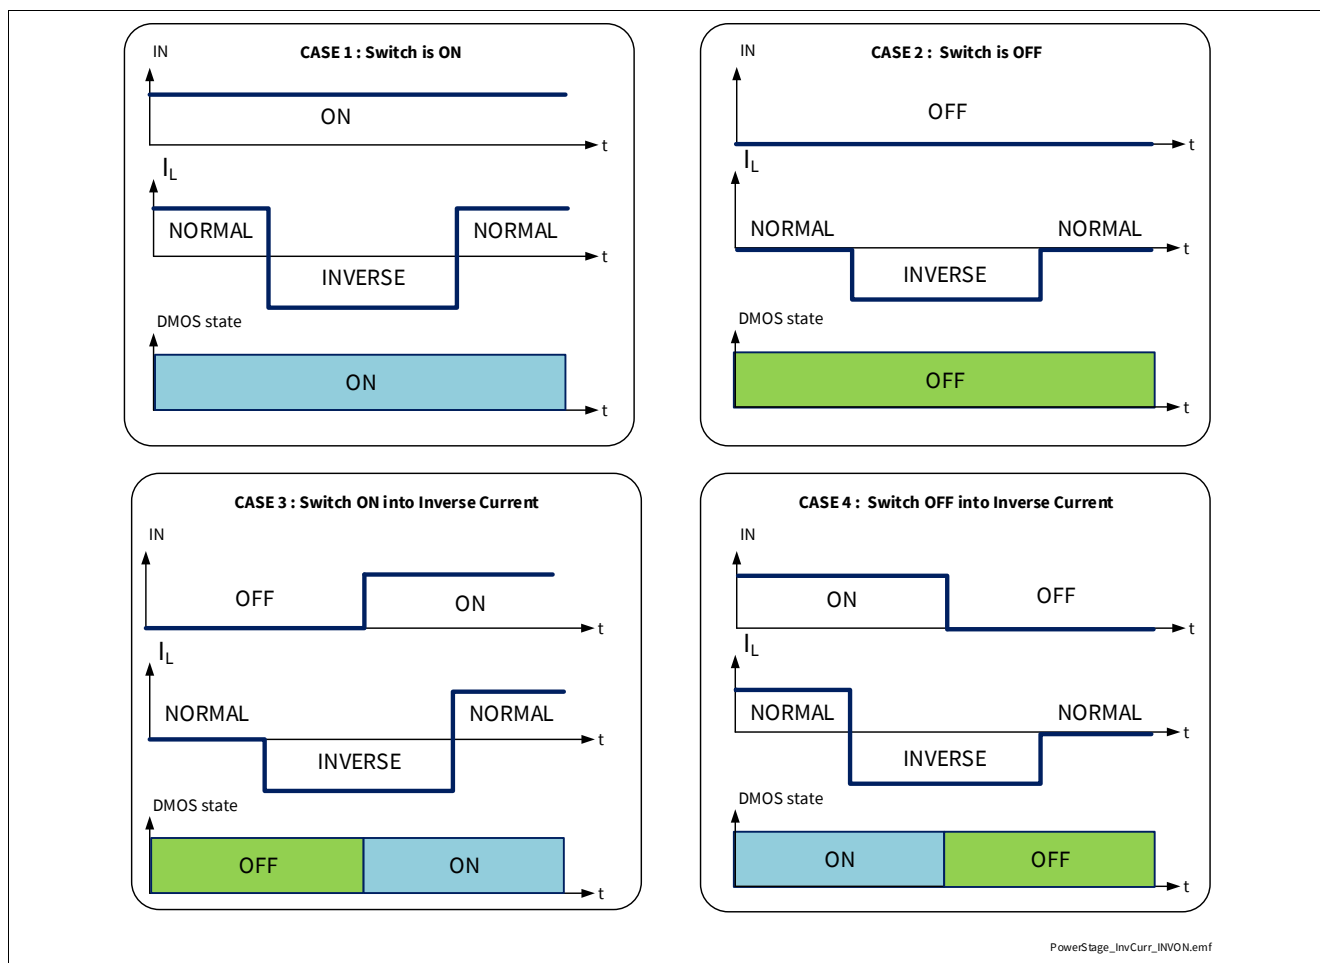 CASE 1 : Switch is ON
IN
ON
t
IL
NORMAL
NORMAL
INVERSE
t
DMOS state
ON
t
CASE 2 : Switch is OFF
IN
OFF
t
IL
NORMAL
NORMAL
INVERSE
t
DMOS state
OFF
t
CASE 3 : Switch ON into Inverse Current
IN
OFF
ON
t
IL
NORMAL
NORMAL
INVERSE
t
DMOS state
OFF
ON
t
CASE 4 : Switch OFF into Inverse Current
IN
ON
OFF
t
IL
NORMAL
NORMAL
INVERSE
t
DMOS state
ON
OFF
t
PowerStage_InvCurr_INVON.emf